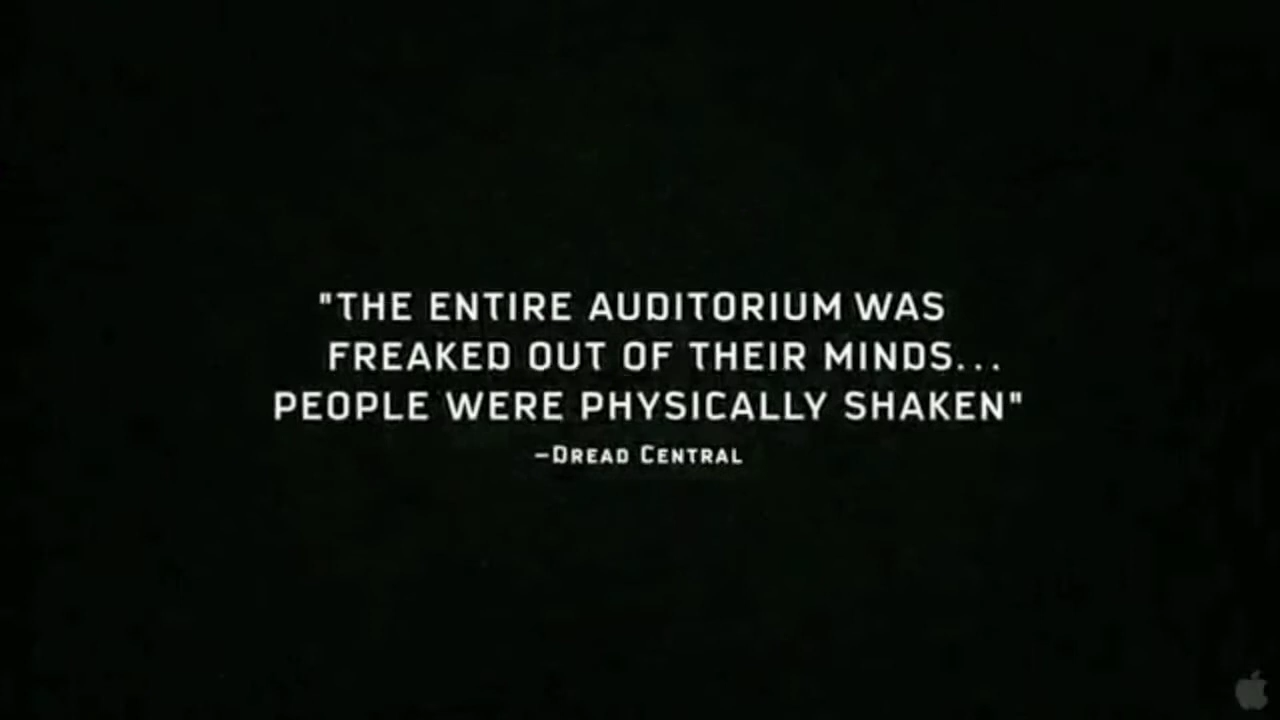 "THE ENTIRE AUDITORIUM WAS
FREAKED OUT OF THEIR MINDS...
PEOPLE WERE PHYSICALLY SHAKEN"
–DREAD CENTRAL